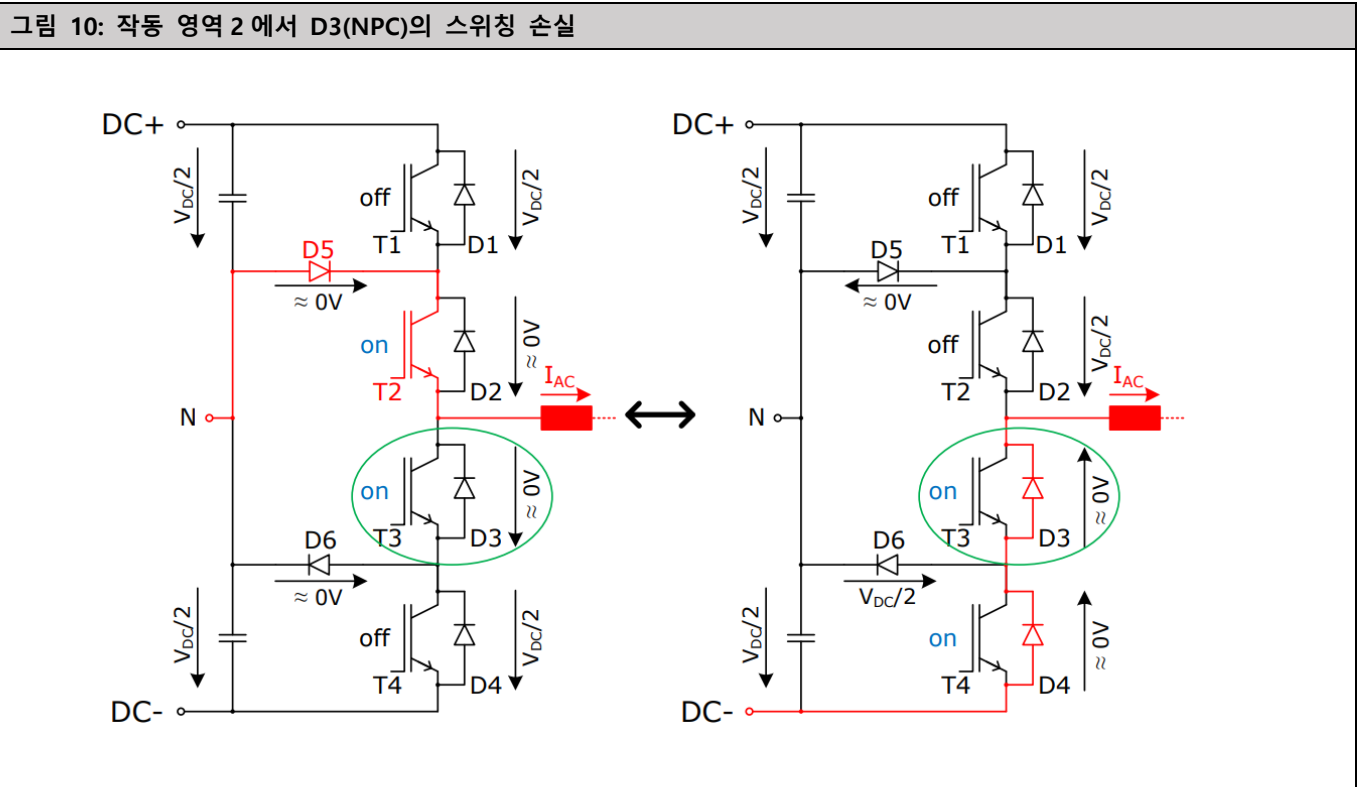 그림 10: 작동 영역 2 에서 D3(NPC)의 스위칭 손실
DC+
V_DC/2
off
T1
D1
V_DC/2
D5
≈ 0V
on
T2
D2
≈ 0V
I_AC
N
on
T3
D3
≈ 0V
D6
≈ 0V
V_DC/2
off
T4
D4
V_DC/2
DC-
DC+
V_DC/2
off
T1
D1
V_DC/2
D5
≈ 0V
off
T2
D2
V_DC/2
I_AC
N
on
T3
D3
≈ 0V
D6
V_DC/2
V_DC/2
on
T4
D4
≈ 0V
DC-